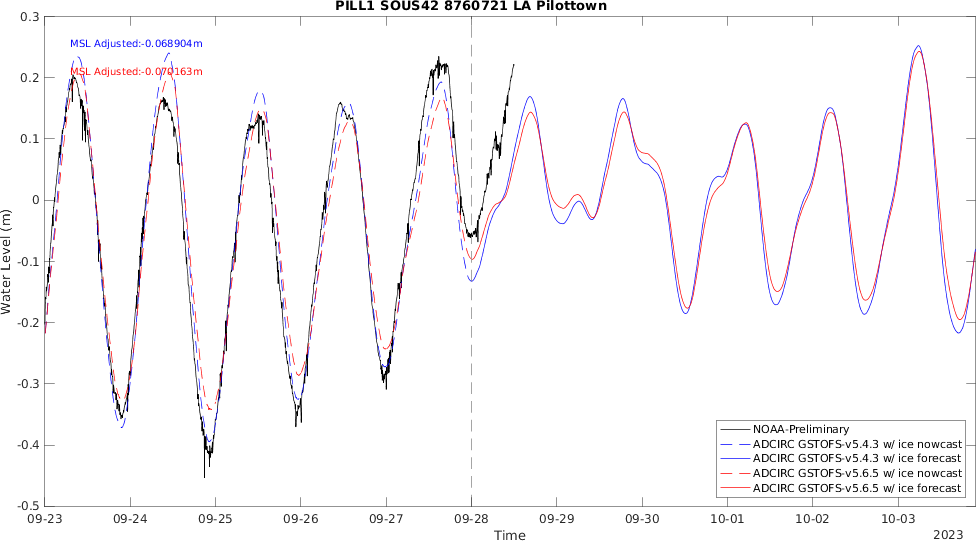 PILL1 SOUS42 8760721 LA Pilottown
0.3
MSL Adjusted:-0.068904m
MSL Adjusted:-0.070163m
0.2
0.1
0
-0.1
-0.2
-0.3
-0.4
-0.5
Water Level (m)
NOAA-Preliminary
ADCIRC GSTOFS-v5.4.3 w/ ice nowcast
ADCIRC GSTOFS-v5.4.3 w/ ice forecast
ADCIRC GSTOFS-v5.6.5 w/ ice nowcast
ADCIRC GSTOFS-v5.6.5 w/ ice forecast
09-23 09-24 09-25 09-26 09-27 09-28 09-29 09-30 10-01 10-02 10-03
Time
2023